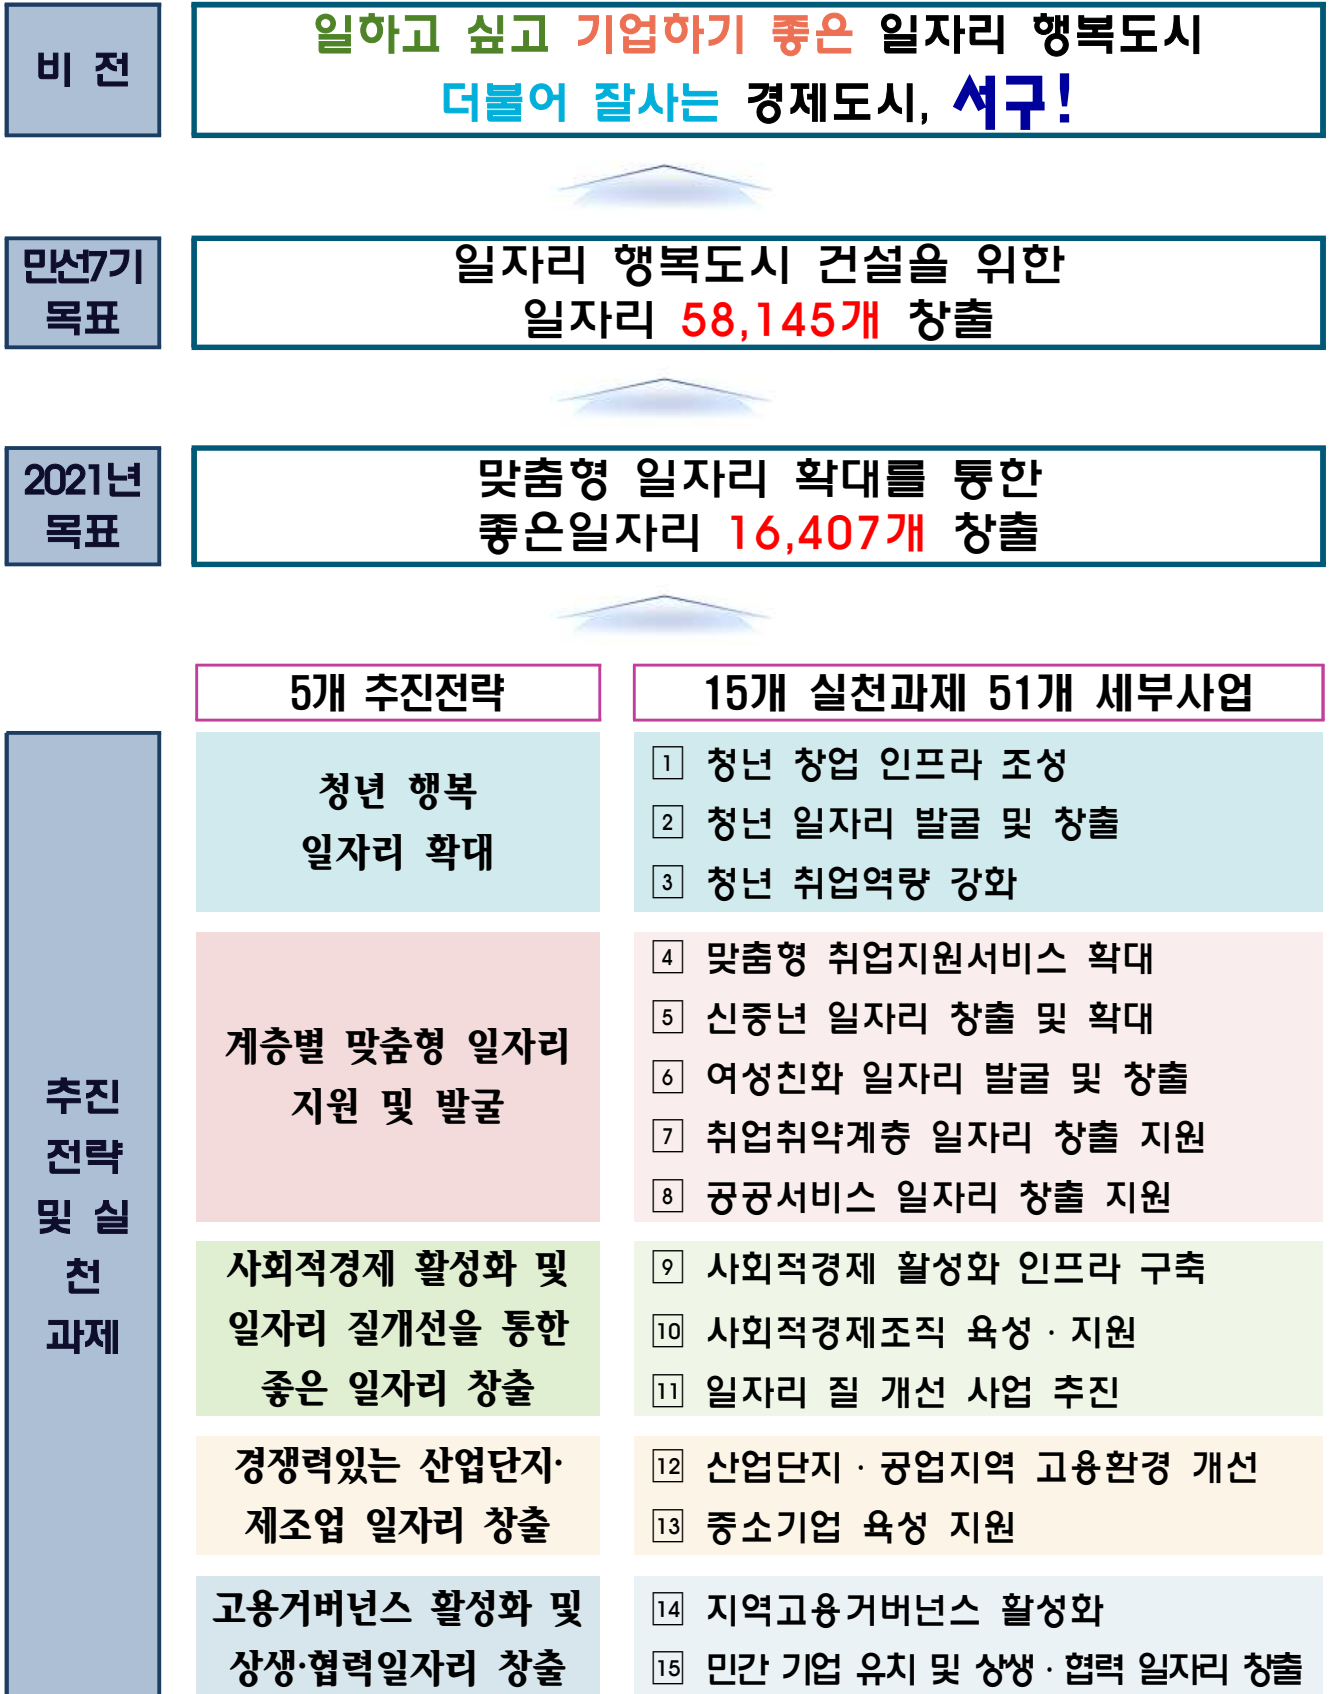 비 전
일하고 싶고 기업하기 좋은 일자리 행복도시
더불어 잘사는 경제도시, 서구!
민선7기
목표
일자리 행복도시 건설을 위한
일자리 58,145개 창출
2021년
목표
맞춤형 일자리 확대를 통한
좋은일자리 16,407개 창출
5개 추진전략
15개 실천과제 51개 세부사업
추진
전략
및 실
천
과제
청년 행복
일자리 확대
1 청년 창업 인프라 조성
2 청년 일자리 발굴 및 창출
3 청년 취업역량 강화
계층별 맞춤형 일자리
지원 및 발굴
4 맞춤형 취업지원서비스 확대
5 신중년 일자리 창출 및 확대
6 여성친화 일자리 발굴 및 창출
7 취업취약계층 일자리 창출 지원
8 공공서비스 일자리 창출 지원
사회적경제 활성화 및
일자리 질개선을 통한
좋은 일자리 창출
9 사회적경제 활성화 인프라 구축
10 사회적경제조직 육성·지원
11 일자리 질 개선 사업 추진
경쟁력있는 산업단지·
제조업 일자리 창출
12 산업단지·공업지역 고용환경 개선
13 중소기업 육성 지원
고용거버넌스 활성화 및
상생·협력일자리 창출
14 지역고용거버넌스 활성화
15 민간 기업 유치 및 상생·협력 일자리 창출